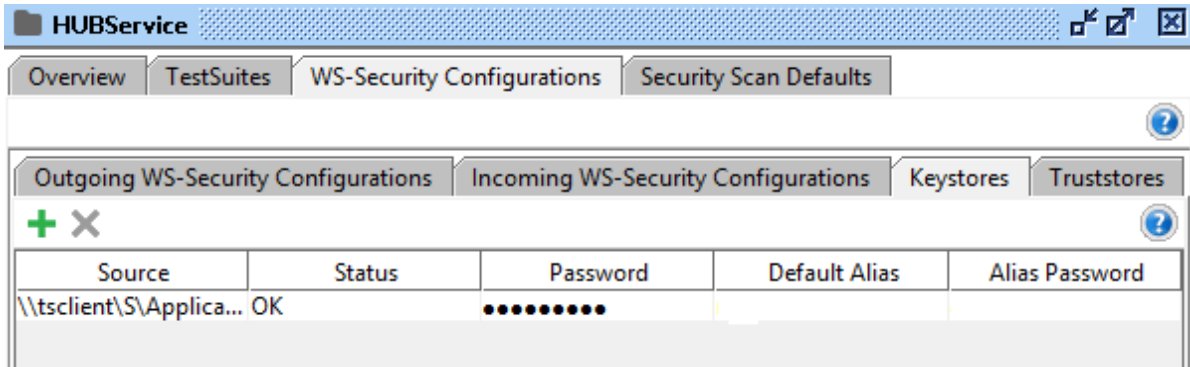 HUBService
Overview TestSuites WS-Security Configurations Security Scan Defaults
Outgoing WS-Security Configurations Incoming WS-Security Configurations Keystores Truststores
Source Status Password Default Alias Alias Password
\\tsclient\S\Applica... OK ●●●●●●●●●